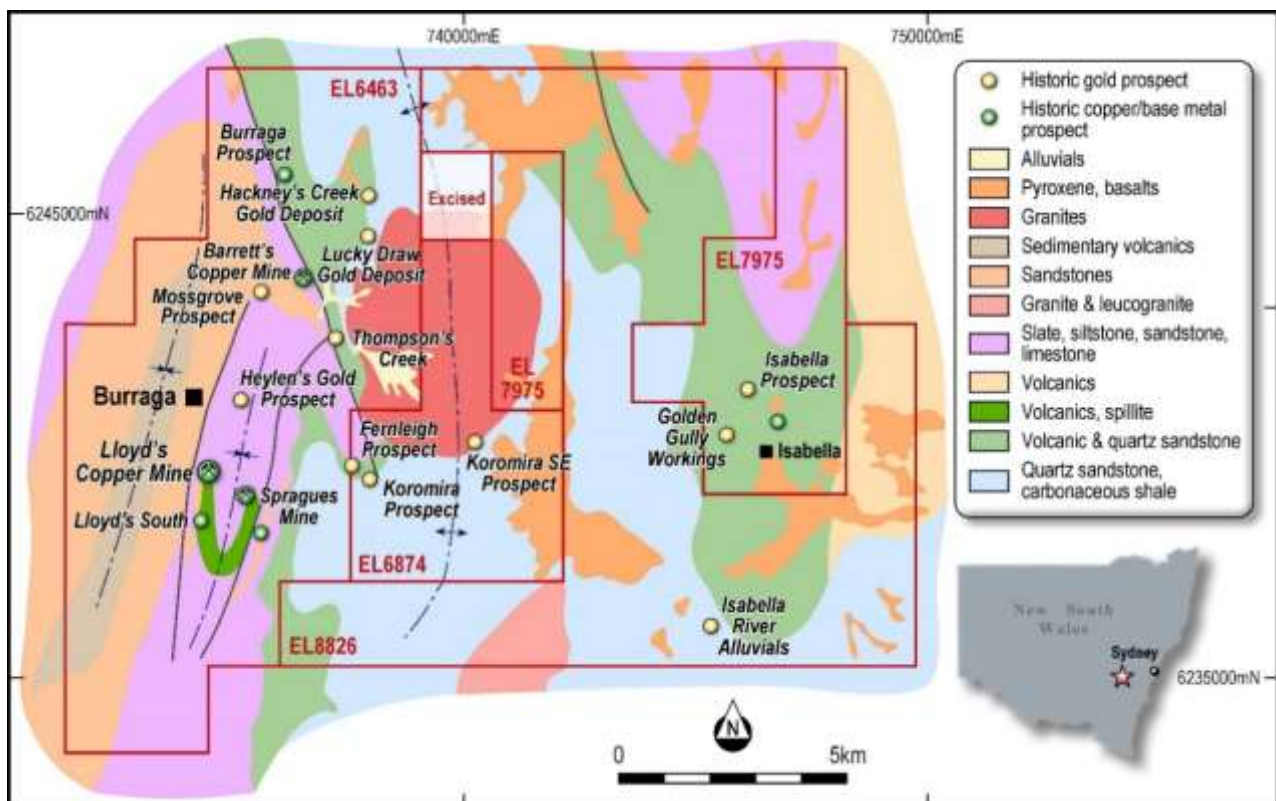 740000mE
750000mE
EL6463
Burraga
Prospect
Hackney's Creek
Gold Deposit
Excised
6245000mN
Barrett's
Copper Mine
Lucky Draw
Gold Deposit
EL7975
Mossgrove
Prospect
Thompson's
Creek
EL
7975
Isabella
Prospect
Burraga
Heylen's Gold
Prospect
Golden
Gully
Workings
Isabella
Fernleigh
Prospect
Koromira SE
Prospect
Lloyd's
Copper Mine
Koromira
Prospect
Spragues
Mine
Lloyd's South
EL6874
Isabella
River
Alluvials
EL8826
Historic gold prospect
Historic copper/base metal
prospect
Alluvials
Pyroxene, basalts
Granites
Sedimentary volcanics
Sandstones
Granite & leucogranite
Slate, siltstone, sandstone,
limestone
Volcanics
Volcanics, spillite
Volcanic & quartz sandstone
Quartz sandstone,
carbonaceous shale
New South
Wales
Sydney
6235000mN
N
0
5km